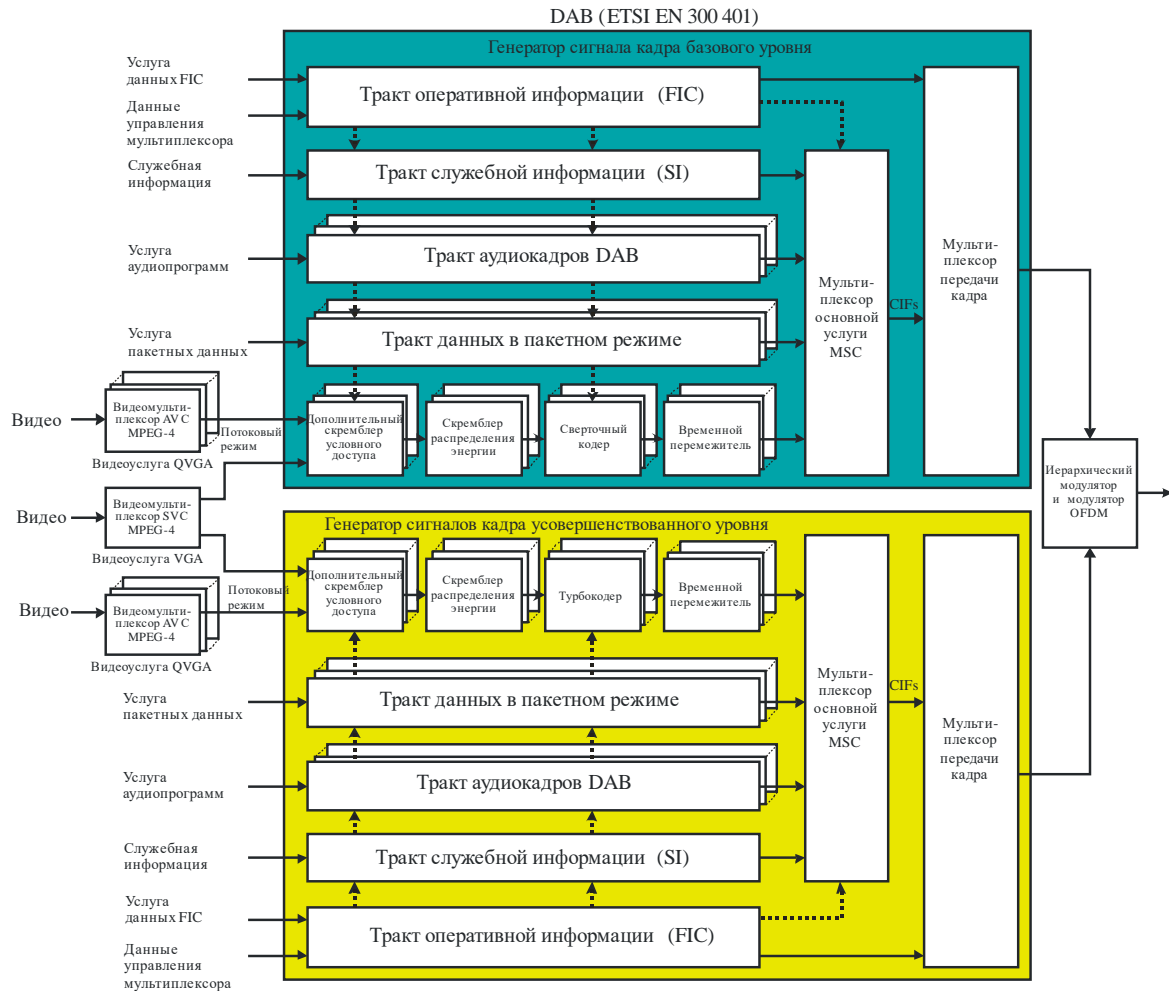 DAB (ETSI EN 300 401)
Генератор сигнала кадра базового уровня
Услуга
данных FIC
Данные
управления
мультиплексора
Тракт оперативной информации (FIC)
Служебная
информация
Тракт служебной информации (SI)
Услуга
аудиопрограмм
Тракт аудиокадров DAB
Услуга
пакетных данных
Тракт данных в пакетном режиме
Мульти-
плексор
основной
услуги
MSC
CIFs
Мульти-
плексор
передачи
кадра
Видео
Видеомульти-
плексор AVC
MPEG-4
Потоковый
режим
Видеоуслуга QVGA
Дополнительный
скремблер
условного
доступа
Скремблер
распределения
энергии
Сверточный
кодер
Временной
перемежитель
Видео
Видеомульти-
плексор SVC
MPEG-4
Видеоуслуга VGA
Иерархический
модулятор
и модулятор
OFDM
Генератор сигналов кадра усовершенствованного уровня
Видео
Видеомульти-
плексор AVC
MPEG-4
Потоковый
режим
Видеоуслуга QVGA
Дополнительный
скремблер
условного
доступа
Скремблер
распределения
энергии
Турбокодер
Временной
перемежитель
Услуга
пакетных данных
Тракт данных в пакетном режиме
Мульти-
плексор
основной
услуги
MSC
CIFs
Мульти-
плексор
передачи
кадра
Услуга
аудиопрограмм
Тракт аудиокадров DAB
Служебная
информация
Тракт служебной информации (SI)
Услуга
данных FIC
Данные
управления
мультиплексора
Тракт оперативной информации (FIC)